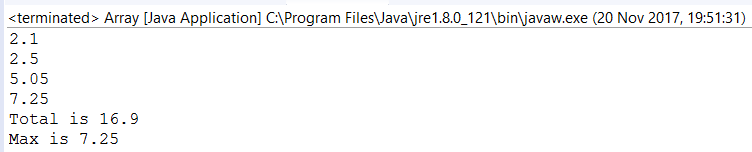 <terminated> Array [Java Application] C:\Program Files\Java\jre1.8.0_121\bin\javaw.exe (20 Nov 2017, 19:51:31)
2.1
2.5
5.05
7.25
Total is 16.9
Max is 7.25